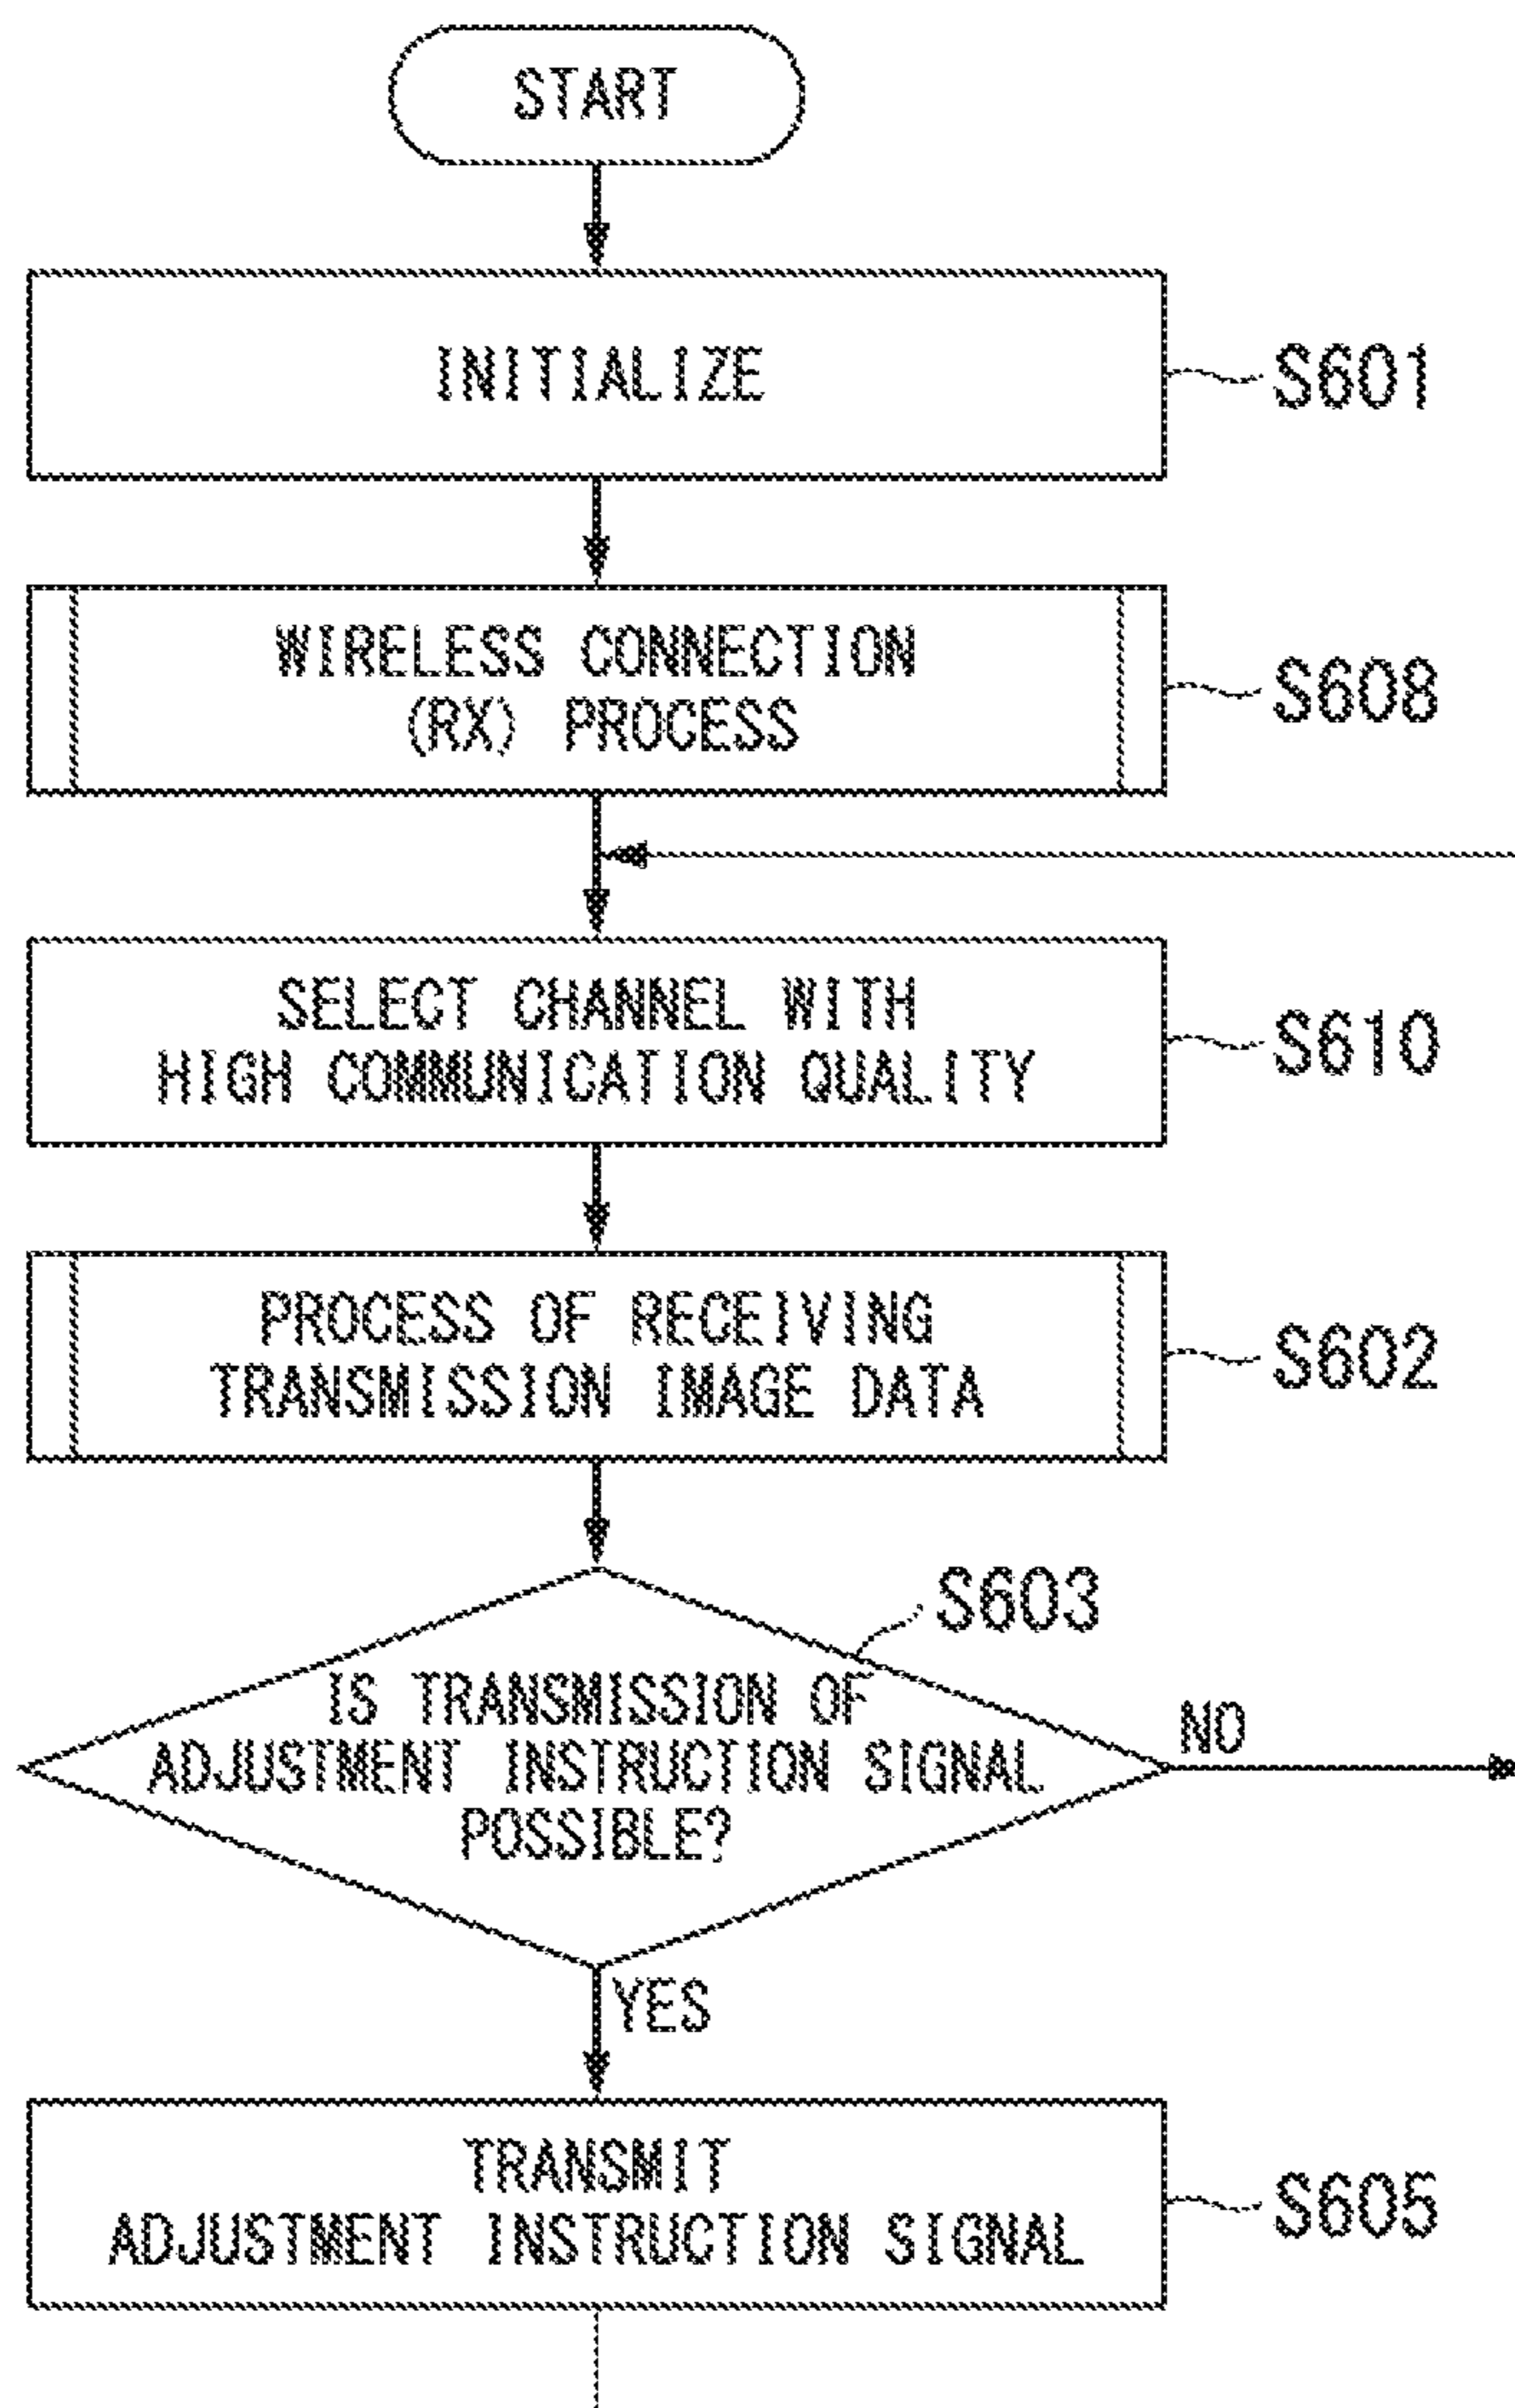 START
INITIALIZE
S601
WIRELESS CONNECTION
(RX) PROCESS
S608
SELECT CHANNEL WITH
HIGH COMMUNICATION QUALITY
S610
PROCESS OF RECEIVING
TRANSMISSION IMAGE DATA
S602
S603
IS TRANSMISSION OF
ADJUSTMENT INSTRUCTION SIGNAL
POSSIBLE?
NO
YES
TRANSMIT
ADJUSTMENT INSTRUCTION SIGNAL
S605